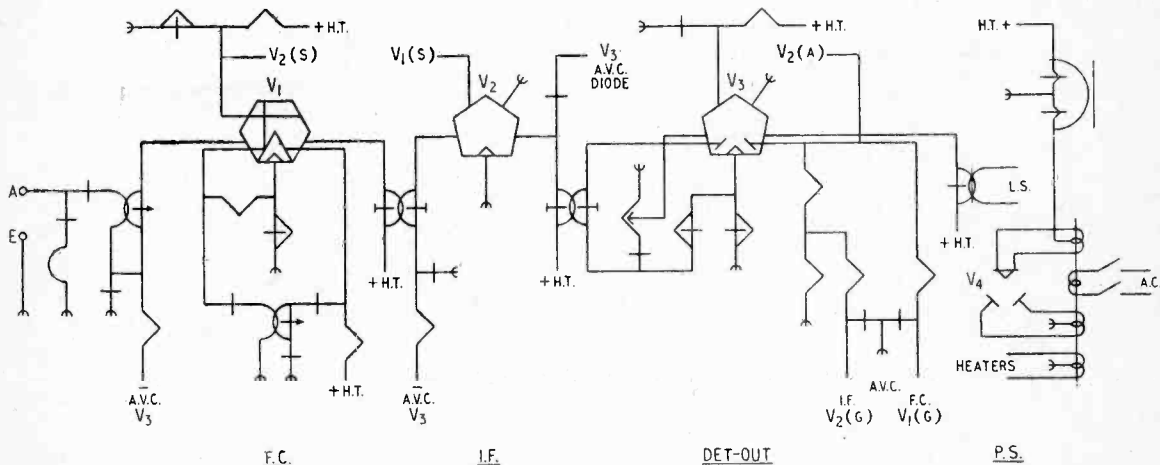 + H.T.
V2(S)
V1
A
E
A.V.C.
V3
+ H.T.
F.C.
+ H.T.
V1(S)
V2
V3
A.V.C.
DIODE
A.V.C.
V3
+ H.T.
I.F.
+ H.T.
V2(A)
V3
I.F.
V2(G)
A.V.C.
F.C.
V1(G)
DET-OUT
L.S.
+ H.T.
H.T. +
V4
A.C.
HEATERS
P.S.